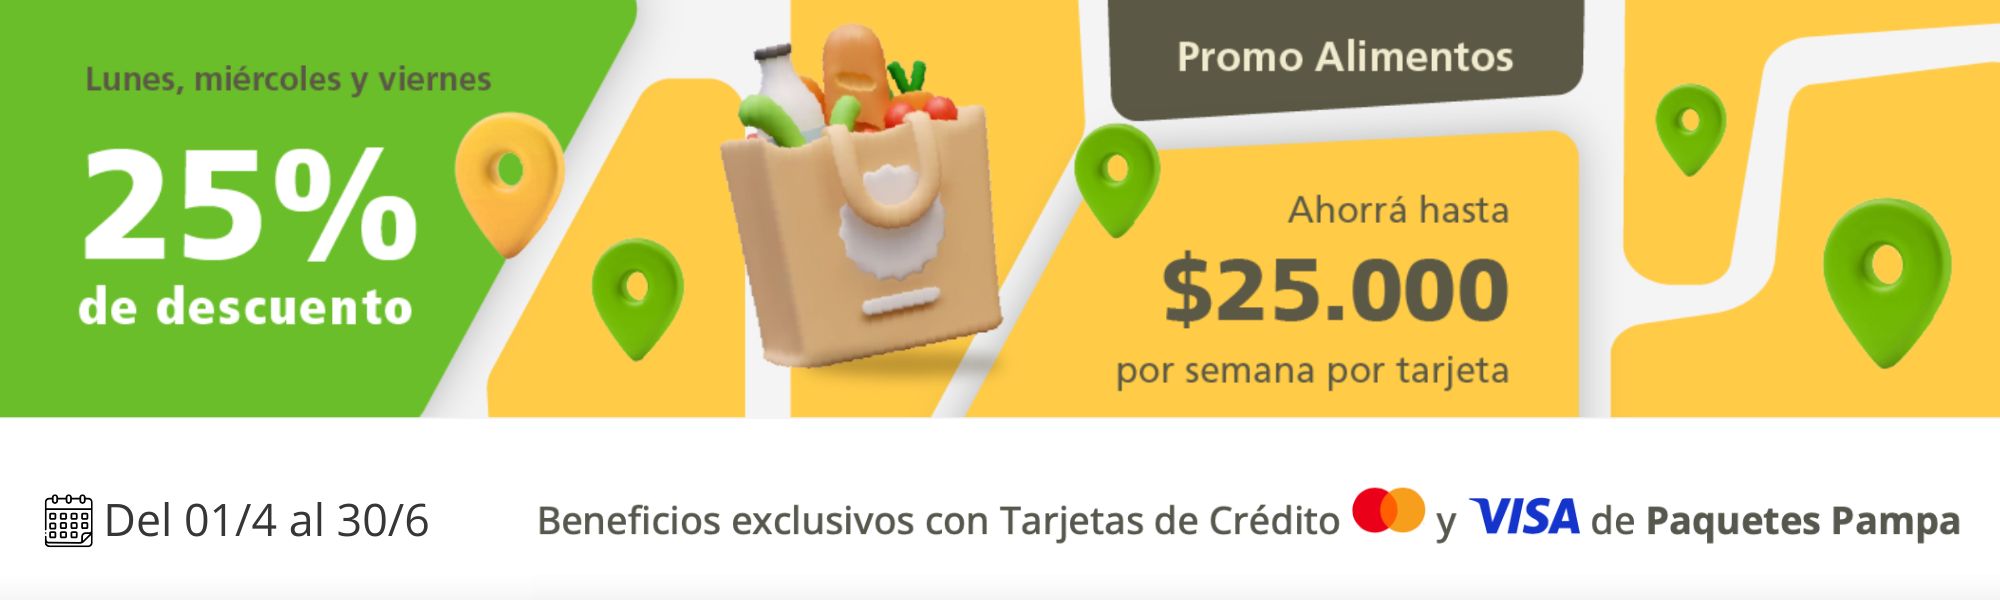 Lunes, miércoles y viernes
25%
de descuento
Promo Alimentos
Ahorrá hasta
$25.000
por semana por tarjeta
Del 01/4 al 30/6
Beneficios exclusivos con Tarjetas de Crédito y VISA de Paquetes Pampa